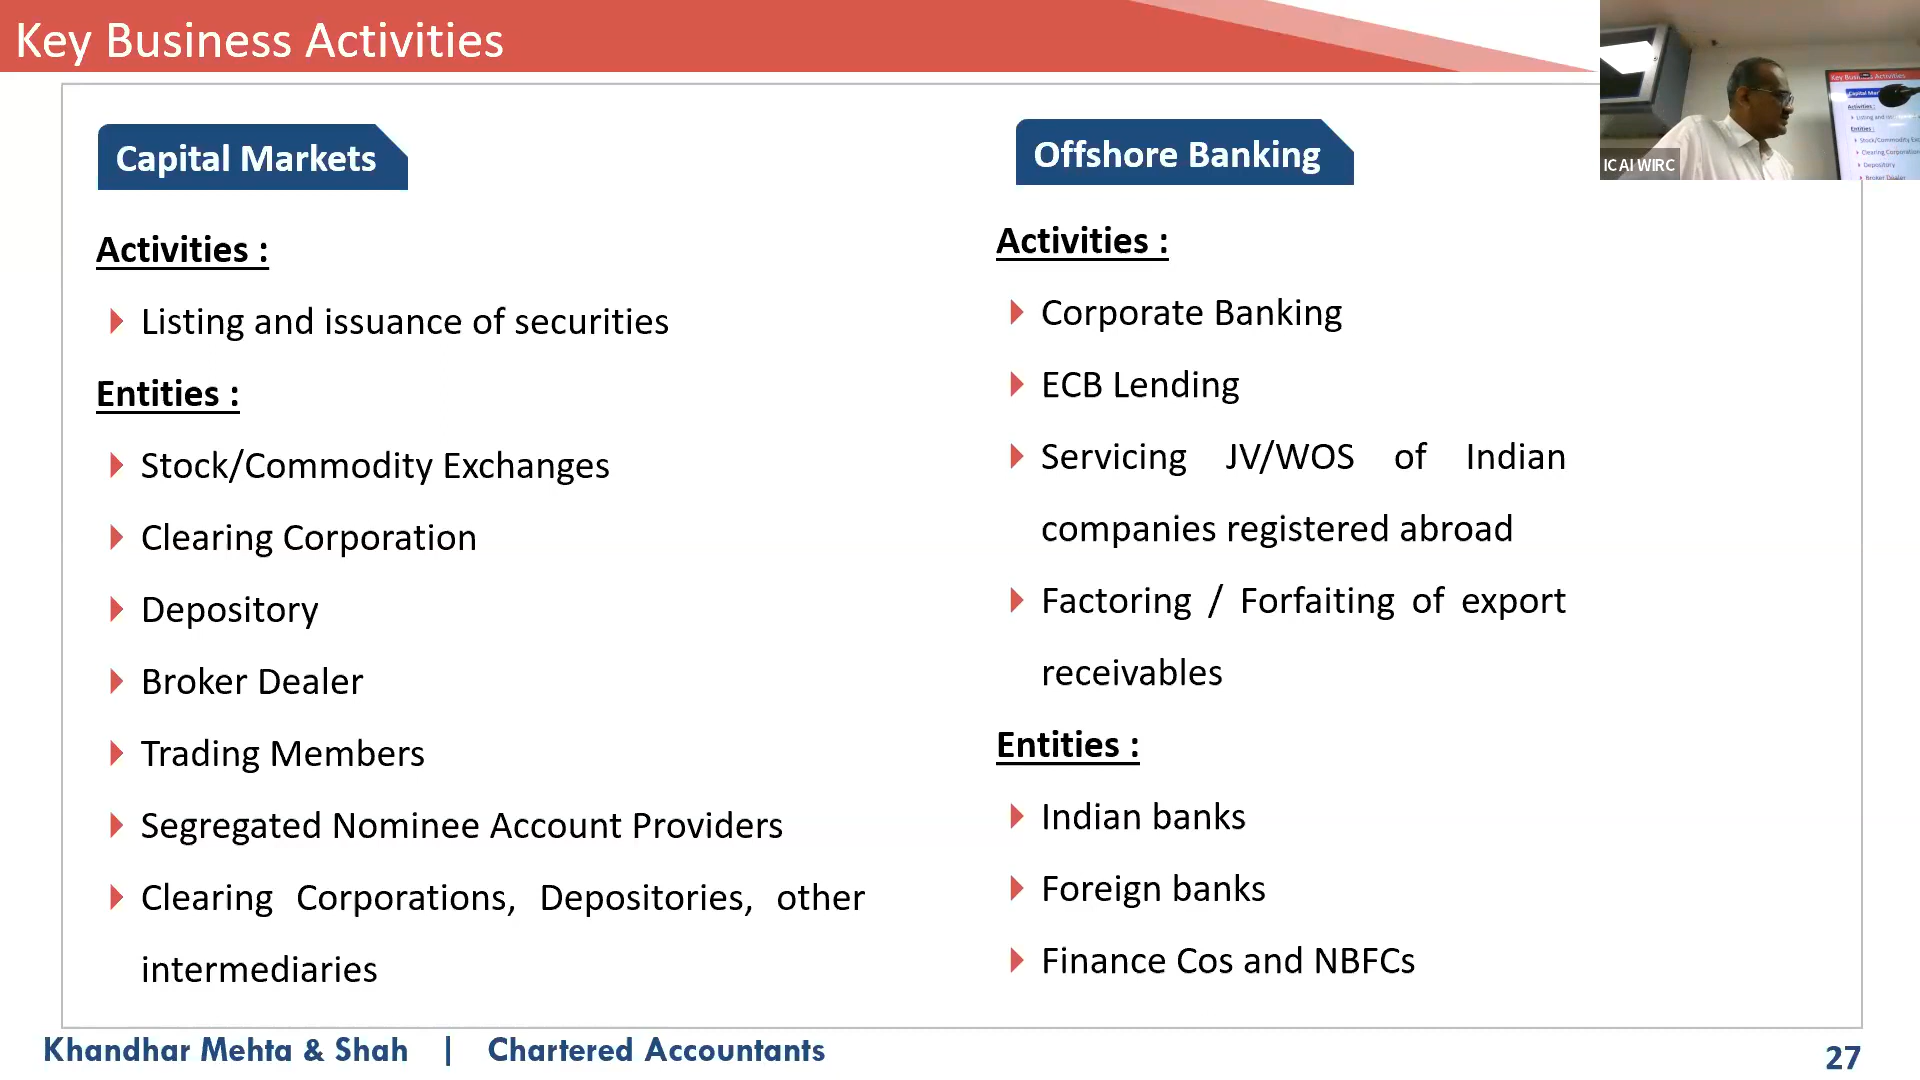 Key Business Activities
Capital Markets
Activities :
Listing and issuance of securities
Entities :
Stock/Commodity Exchanges
Clearing Corporation
Depository
Broker Dealer
Trading Members
Segregated Nominee Account Providers
Clearing Corporations, Depositories, other
intermediaries
Offshore Banking
Activities :
Corporate Banking
ECB Lending
Servicing JV/WOS of Indian
companies registered abroad
Factoring / Forfaiting of export
receivables
Entities :
Indian banks
Foreign banks
Finance Cos and NBFCs
ICAI WIRC
Khandhar Mehta & Shah | Chartered Accountants
27